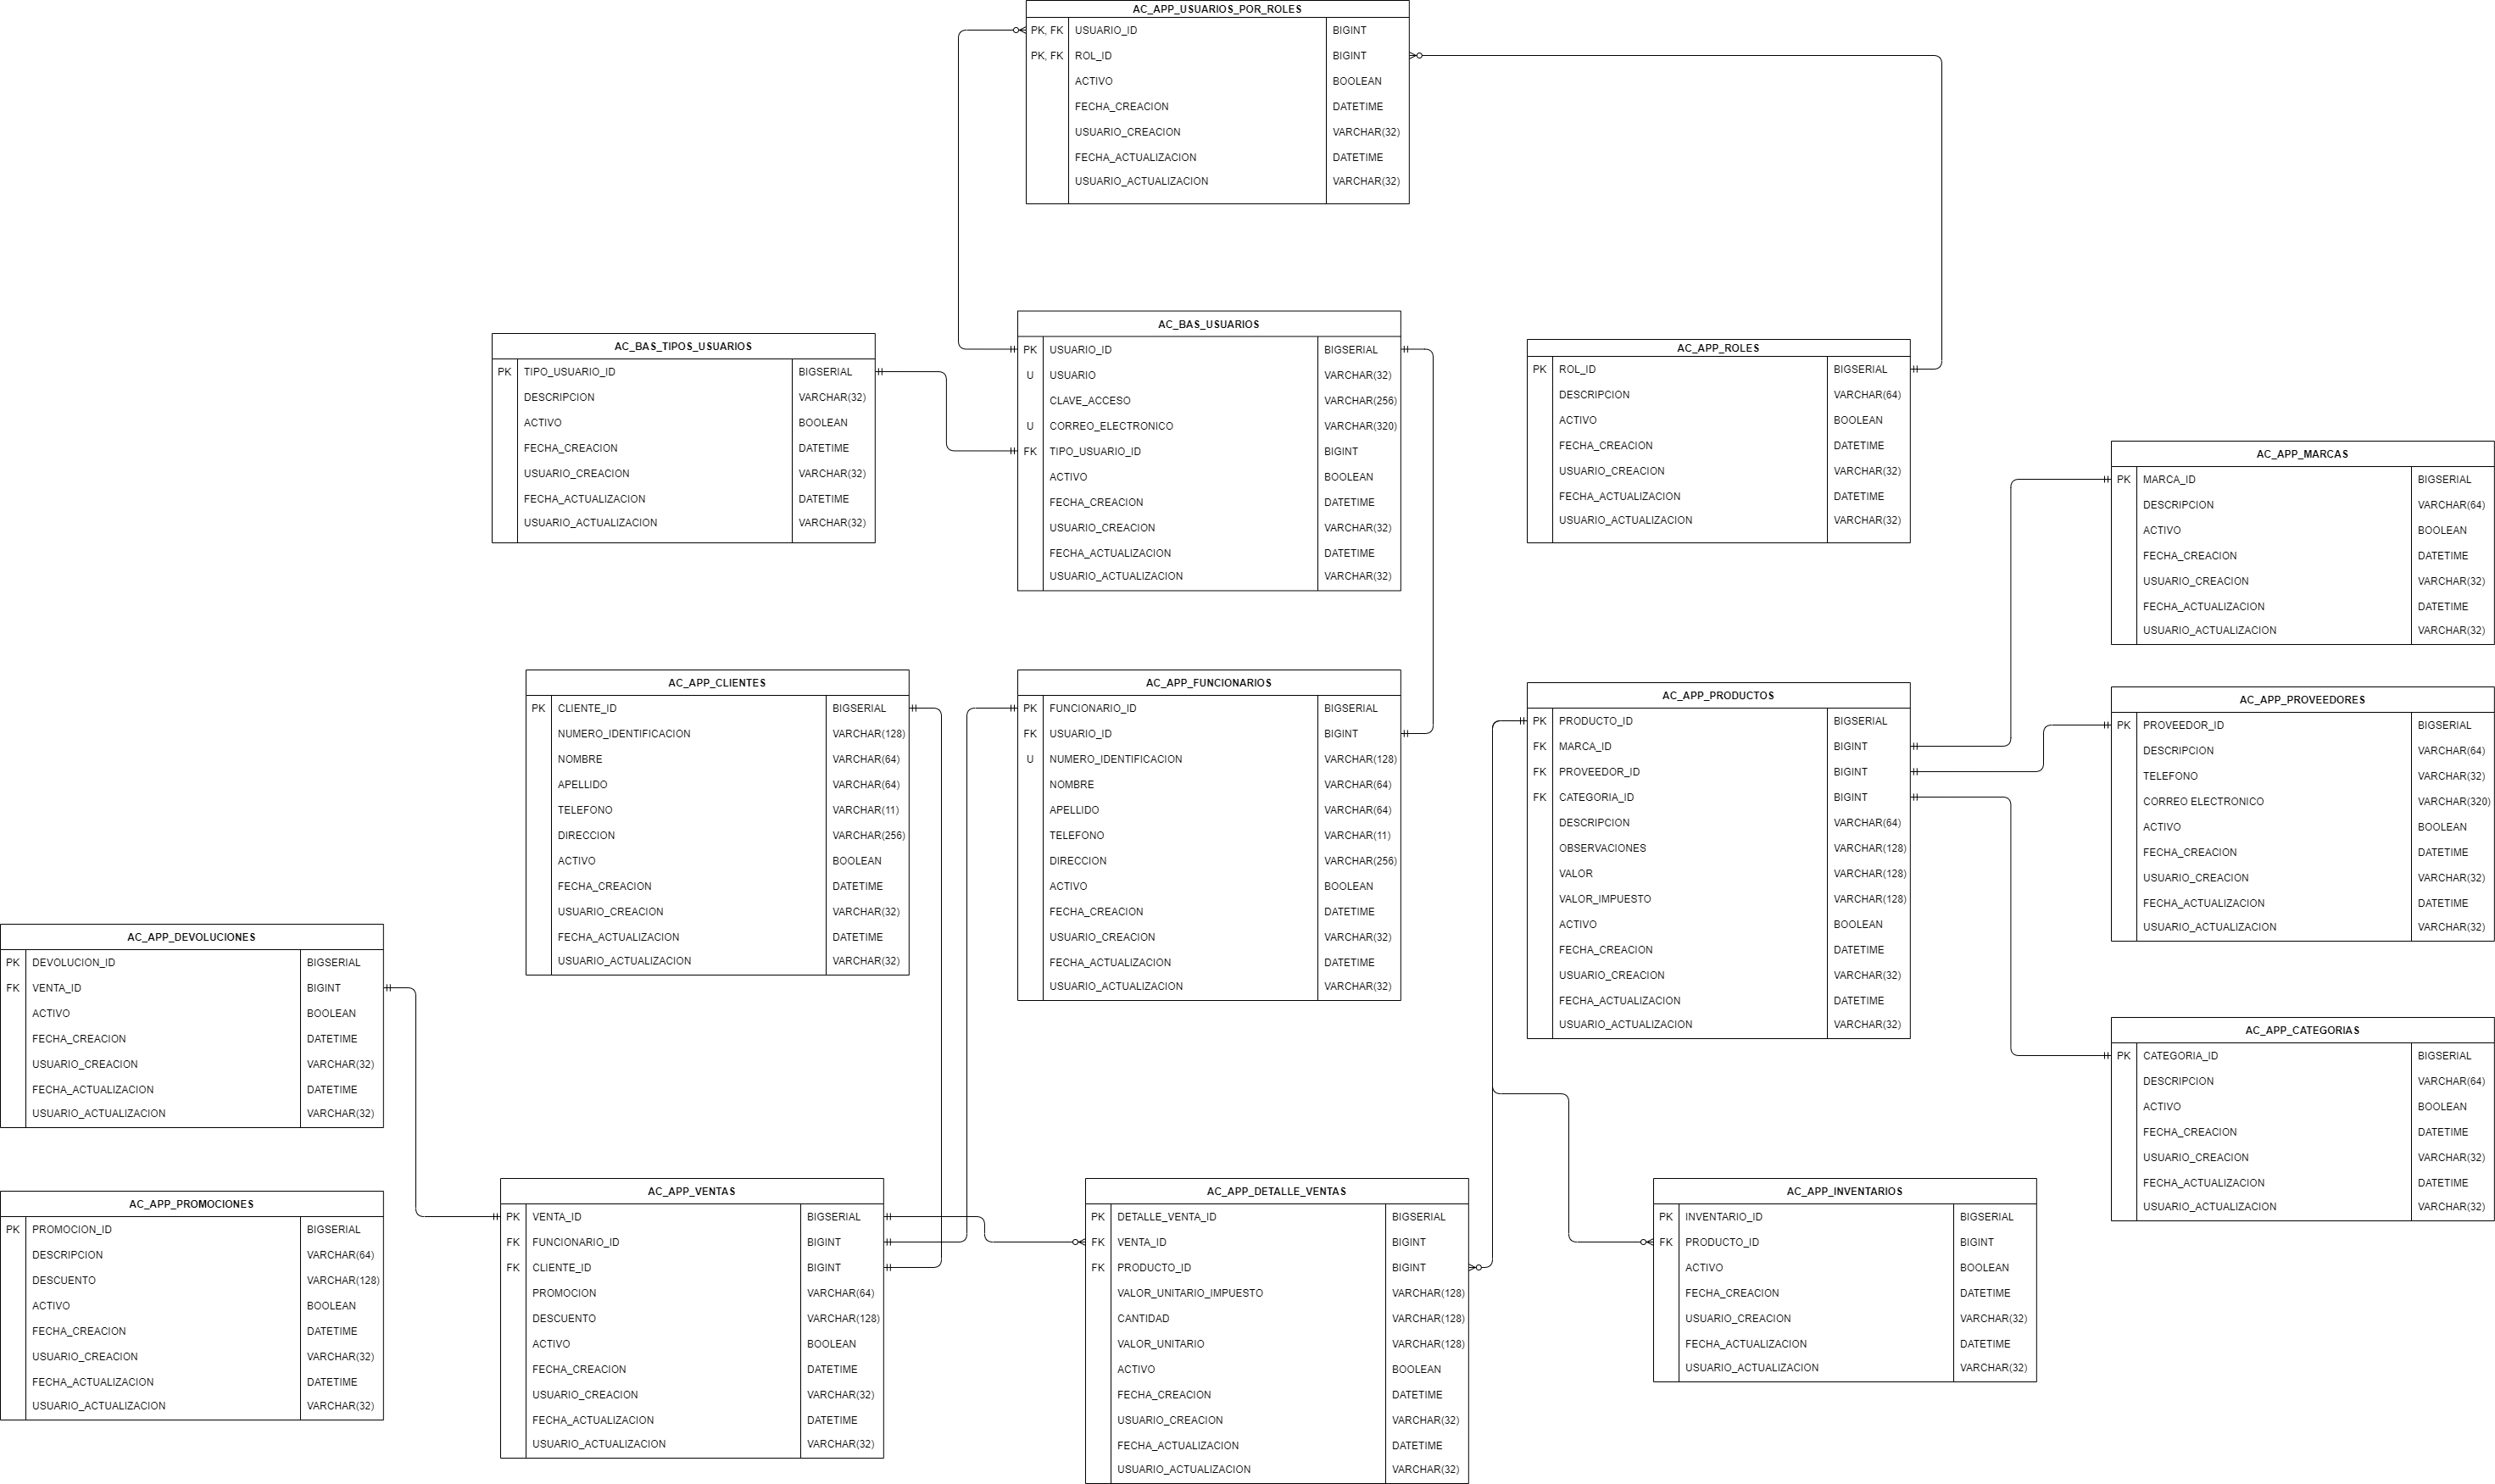 AC_APP_USUARIOS_POR_ROLES
PK, FK USUARIO_ID BIGINT
PK, FK ROL_ID BIGINT
ACTIVO BOOLEAN
FECHA_CREACION DATETIME
USUARIO_CREACION VARCHAR(32)
FECHA_ACTUALIZACION DATETIME
USUARIO_ACTUALIZACION VARCHAR(32)
AC_BAS_TIPOS_USUARIOS
PK TIPO_USUARIO_ID BIGSERIAL
DESCRIPCION VARCHAR(32)
ACTIVO BOOLEAN
FECHA_CREACION DATETIME
USUARIO_CREACION VARCHAR(32)
FECHA_ACTUALIZACION DATETIME
USUARIO_ACTUALIZACION VARCHAR(32)
AC_BAS_USUARIOS
PK USUARIO_ID BIGSERIAL
U USUARIO VARCHAR(32)
CLAVE_ACCESO VARCHAR(256)
U CORREO_ELECTRONICO VARCHAR(320)
FK TIPO_USUARIO_ID BIGINT
ACTIVO BOOLEAN
FECHA_CREACION DATETIME
USUARIO_CREACION VARCHAR(32)
FECHA_ACTUALIZACION DATETIME
USUARIO_ACTUALIZACION VARCHAR(32)
AC_APP_ROLES
PK ROL_ID BIGSERIAL
DESCRIPCION VARCHAR(64)
ACTIVO BOOLEAN
FECHA_CREACION DATETIME
USUARIO_CREACION VARCHAR(32)
FECHA_ACTUALIZACION DATETIME
USUARIO_ACTUALIZACION VARCHAR(32)
AC_APP_MARCAS
PK MARCA_ID BIGSERIAL
DESCRIPCION VARCHAR(64)
ACTIVO BOOLEAN
FECHA_CREACION DATETIME
USUARIO_CREACION VARCHAR(32)
FECHA_ACTUALIZACION DATETIME
USUARIO_ACTUALIZACION VARCHAR(32)
AC_APP_CLIENTES
PK CLIENTE_ID BIGSERIAL
NUMERO_IDENTIFICACION VARCHAR(128)
NOMBRE VARCHAR(64)
APELLIDO VARCHAR(64)
TELEFONO VARCHAR(11)
DIRECCION VARCHAR(256)
ACTIVO BOOLEAN
FECHA_CREACION DATETIME
USUARIO_CREACION VARCHAR(32)
FECHA_ACTUALIZACION DATETIME
USUARIO_ACTUALIZACION VARCHAR(32)
AC_APP_FUNCIONARIOS
PK FUNCIONARIO_ID BIGSERIAL
FK USUARIO_ID BIGINT
U NUMERO_IDENTIFICACION VARCHAR(128)
NOMBRE VARCHAR(64)
APELLIDO VARCHAR(64)
TELEFONO VARCHAR(11)
DIRECCION VARCHAR(256)
ACTIVO BOOLEAN
FECHA_CREACION DATETIME
USUARIO_CREACION VARCHAR(32)
FECHA_ACTUALIZACION DATETIME
USUARIO_ACTUALIZACION VARCHAR(32)
AC_APP_PRODUCTOS
PK PRODUCTO_ID BIGSERIAL
FK MARCA_ID BIGINT
FK PROVEEDOR_ID BIGINT
FK CATEGORIA_ID BIGINT
DESCRIPCION VARCHAR(64)
OBSERVACIONES VARCHAR(128)
VALOR VARCHAR(128)
VALOR_IMPUESTO VARCHAR(128)
ACTIVO BOOLEAN
FECHA_CREACION DATETIME
USUARIO_CREACION VARCHAR(32)
FECHA_ACTUALIZACION DATETIME
USUARIO_ACTUALIZACION VARCHAR(32)
AC_APP_PROVEEDORES
PK PROVEEDOR_ID BIGSERIAL
DESCRIPCION VARCHAR(64)
TELEFONO VARCHAR(32)
CORREO ELECTRONICO VARCHAR(320)
ACTIVO BOOLEAN
FECHA_CREACION DATETIME
USUARIO_CREACION VARCHAR(32)
FECHA_ACTUALIZACION DATETIME
USUARIO_ACTUALIZACION VARCHAR(32)
AC_APP_DEVOLUCIONES
PK DEVOLUCION_ID BIGSERIAL
FK VENTA_ID BIGINT
ACTIVO BOOLEAN
FECHA_CREACION DATETIME
USUARIO_CREACION VARCHAR(32)
FECHA_ACTUALIZACION DATETIME
USUARIO_ACTUALIZACION VARCHAR(32)
AC_APP_CATEGORIAS
PK CATEGORIA_ID BIGSERIAL
DESCRIPCION VARCHAR(64)
ACTIVO BOOLEAN
FECHA_CREACION DATETIME
USUARIO_CREACION VARCHAR(32)
FECHA_ACTUALIZACION DATETIME
USUARIO_ACTUALIZACION VARCHAR(32)
AC_APP_PROMOCIONES
PK PROMOCION_ID BIGSERIAL
DESCRIPCION VARCHAR(64)
DESCUENTO VARCHAR(128)
ACTIVO BOOLEAN
FECHA_CREACION DATETIME
USUARIO_CREACION VARCHAR(32)
FECHA_ACTUALIZACION DATETIME
USUARIO_ACTUALIZACION VARCHAR(32)
AC_APP_VENTAS
PK VENTA_ID BIGSERIAL
FK FUNCIONARIO_ID BIGINT
FK CLIENTE_ID BIGINT
PROMOCION VARCHAR(64)
DESCUENTO VARCHAR(128)
ACTIVO BOOLEAN
FECHA_CREACION DATETIME
USUARIO_CREACION VARCHAR(32)
FECHA_ACTUALIZACION DATETIME
USUARIO_ACTUALIZACION VARCHAR(32)
AC_APP_DETALLE_VENTAS
PK DETALLE_VENTA_ID BIGSERIAL
FK VENTA_ID BIGINT
FK PRODUCTO_ID BIGINT
VALOR_UNITARIO_IMPUESTO VARCHAR(128)
CANTIDAD VARCHAR(128)
VALOR_UNITARIO VARCHAR(128)
ACTIVO BOOLEAN
FECHA_CREACION DATETIME
USUARIO_CREACION VARCHAR(32)
FECHA_ACTUALIZACION DATETIME
USUARIO_ACTUALIZACION VARCHAR(32)
AC_APP_INVENTARIOS
PK INVENTARIO_ID BIGSERIAL
FK PRODUCTO_ID BIGINT
ACTIVO BOOLEAN
FECHA_CREACION DATETIME
USUARIO_CREACION VARCHAR(32)
FECHA_ACTUALIZACION DATETIME
USUARIO_ACTUALIZACION VARCHAR(32)